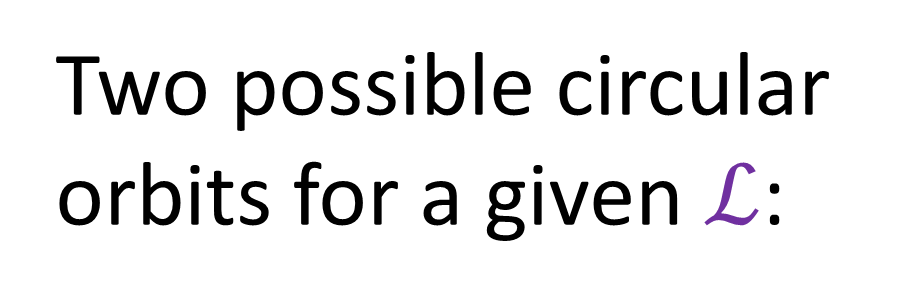 Two possible circular
orbits for a given ℒ: